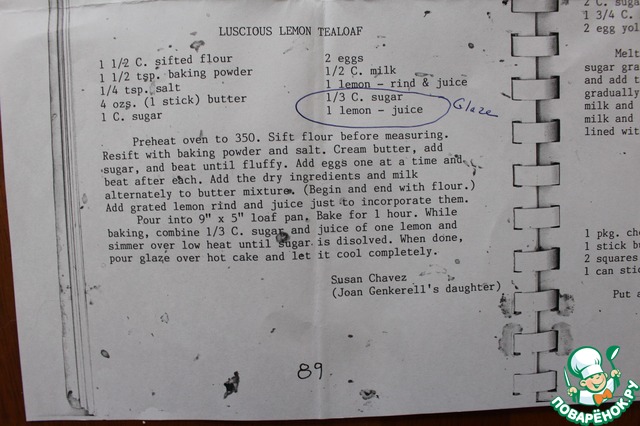 LUSCIOUS LEMON TEALOAF
1 1/2 C. sifted flour
1 1/2 tsp. baking powder
1/4 tsp. salt
4 ozs. (1 stick) butter
1 C. sugar
2 eggs
1/2 C. milk
1 lemon - rind & juice
1/3 C. sugar
1 lemon - juice
Glaze
Preheat oven to 350. Sift flour before measuring.
Resift with baking powder and salt. Cream butter, add
sugar, and beat until fluffy. Add eggs one at a time and
beat after each. Add the dry ingredients and milk
alternately to butter mixture. (Begin and end with flour.)
Add grated lemon rind and juice just to incorporate them.
Pour into 9" x 5" loaf pan. Bake for 1 hour. While
baking, combine 1/3 C. sugar and juice of one lemon and
simmer over low heat until sugar is disolved. When done,
pour glaze over hot cake and let it cool completely.
Susan Chavez
(Joan Genkerell's daughter)
89
2 C. suga
1 3/4 C.
2 egg yol
Melt
sugar gra
and add t
gradually
milk and
milk and
lined with
1 pkg. cho
1 stick bu
2 squares
1 can stic
Put a
ПОВАРЁНОК.РУ